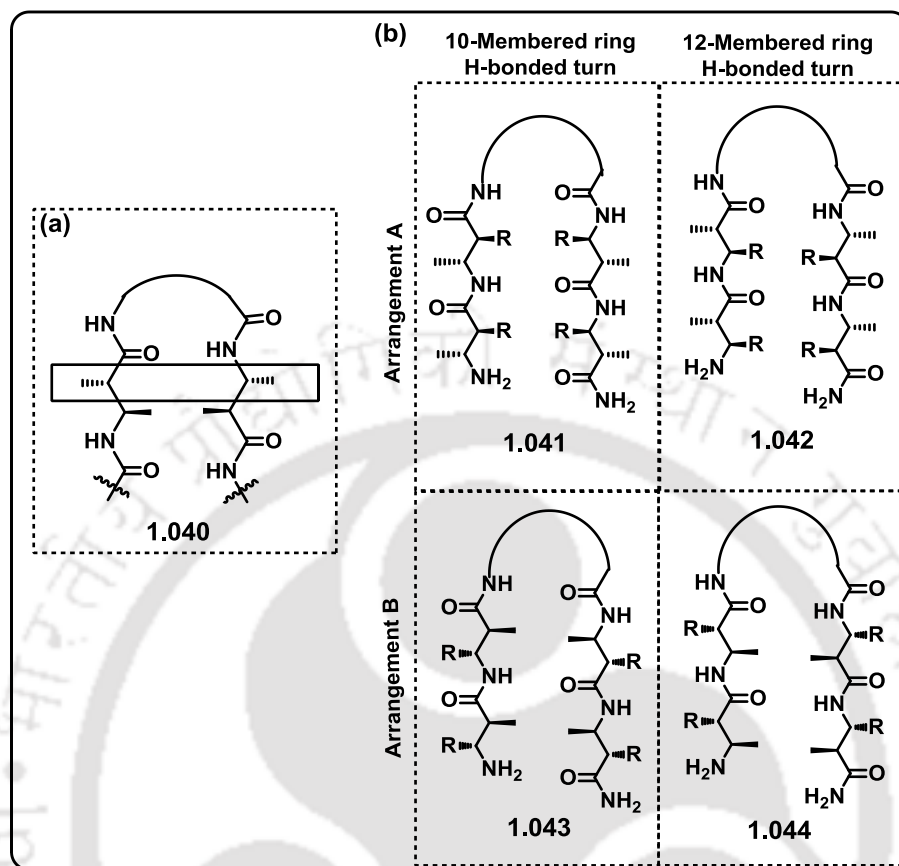 (b)
10-Membered ring
H-bonded turn
12-Membered ring
H-bonded turn
(a)
HN
O
O
HN
HN
O
O
HN
1.040
Arrangement A
NH
O
R
NH
O
R
NH2
O
NH
R
O
HN
R
O
NH2
1.041
HN
O
R
HN
O
R
H2N
O
HN
R
O
HN
R
O
H2N
1.042
Arrangement B
NH
O
R
NH
O
R
NH2
O
NH
R
O
HN
R
O
NH2
1.043
HN
O
R
HN
O
R
H2N
O
HN
R
O
HN
R
O
H2N
1.044